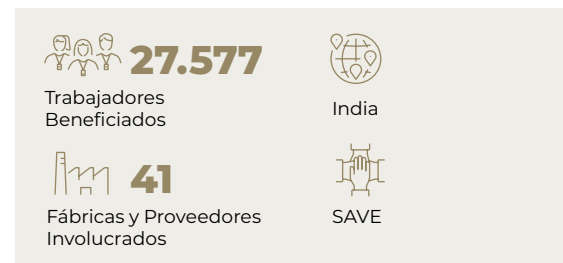 27.577
Trabajadores
Beneficiados
India
41
Fábricas y Proveedores
Involucrados
SAVE